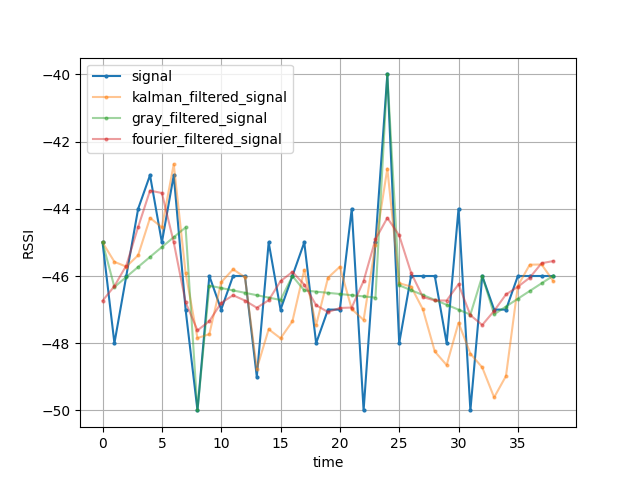 signal
kalman_filtered_signal
gray_filtered_signal
fourier_filtered_signal
−40
−42
−44
−46
−48
−50
RSSI
0 5 10 15 20 25 30 35
time